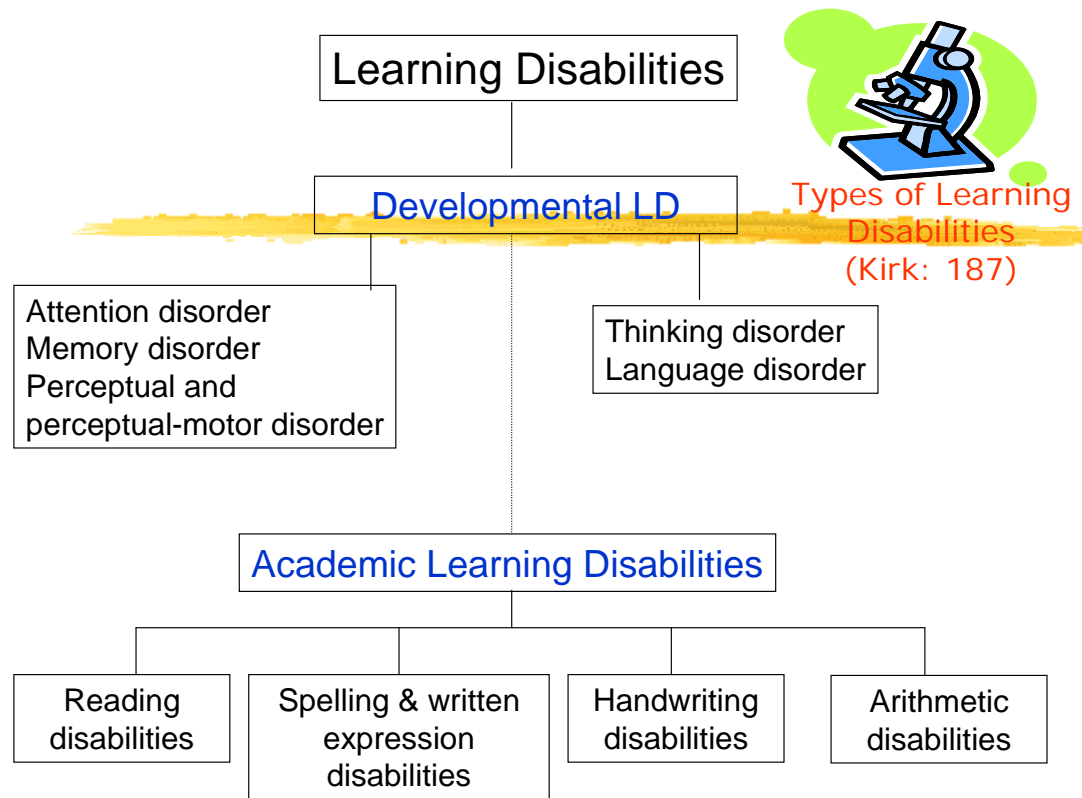 Learning Disabilities
Types of Learning
Disabilities
(Kirk: 187)
Developmental LD
Attention disorder
Memory disorder
Perceptual and
perceptual-motor disorder
Thinking disorder
Language disorder
Academic Learning Disabilities
Reading
disabilities
Spelling & written
expression
disabilities
Handwriting
disabilities
Arithmetic
disabilities